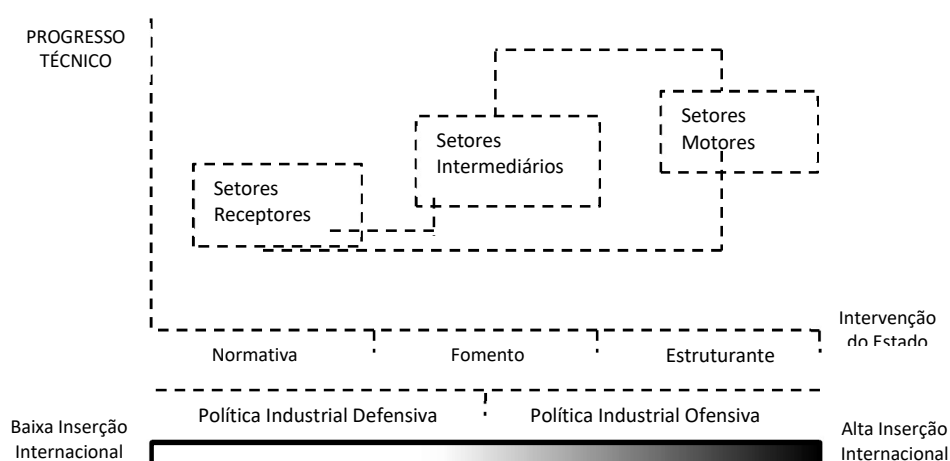 PROGRESSO
TÉCNICO
Setores
Motores
Setores
Intermediários
Setores
Receptores
Intervenção
do Estado
Normativa
Fomento
Estruturante
Política Industrial Defensiva
Política Industrial Ofensiva
Baixa Inserção
Internacional
Alta Inserção
Internacional